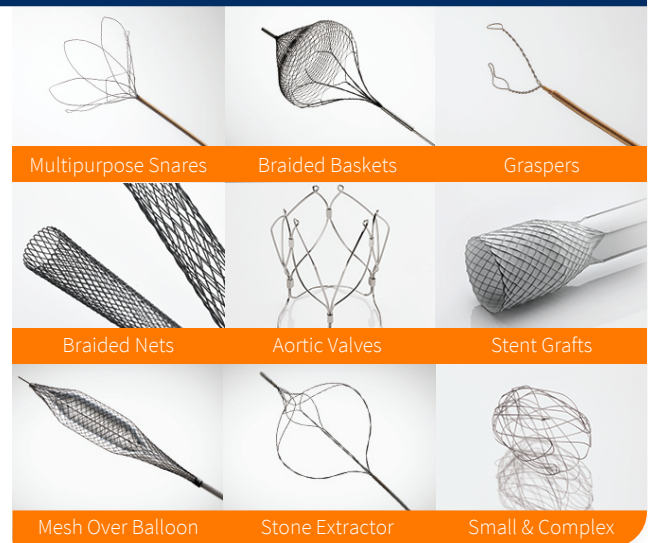 Multipurpose Snares
Braided Baskets
Graspers
Braided Nets
Aortic Valves
Stent Grafts
Mesh Over Balloon
Stone Extractor
Small & Complex